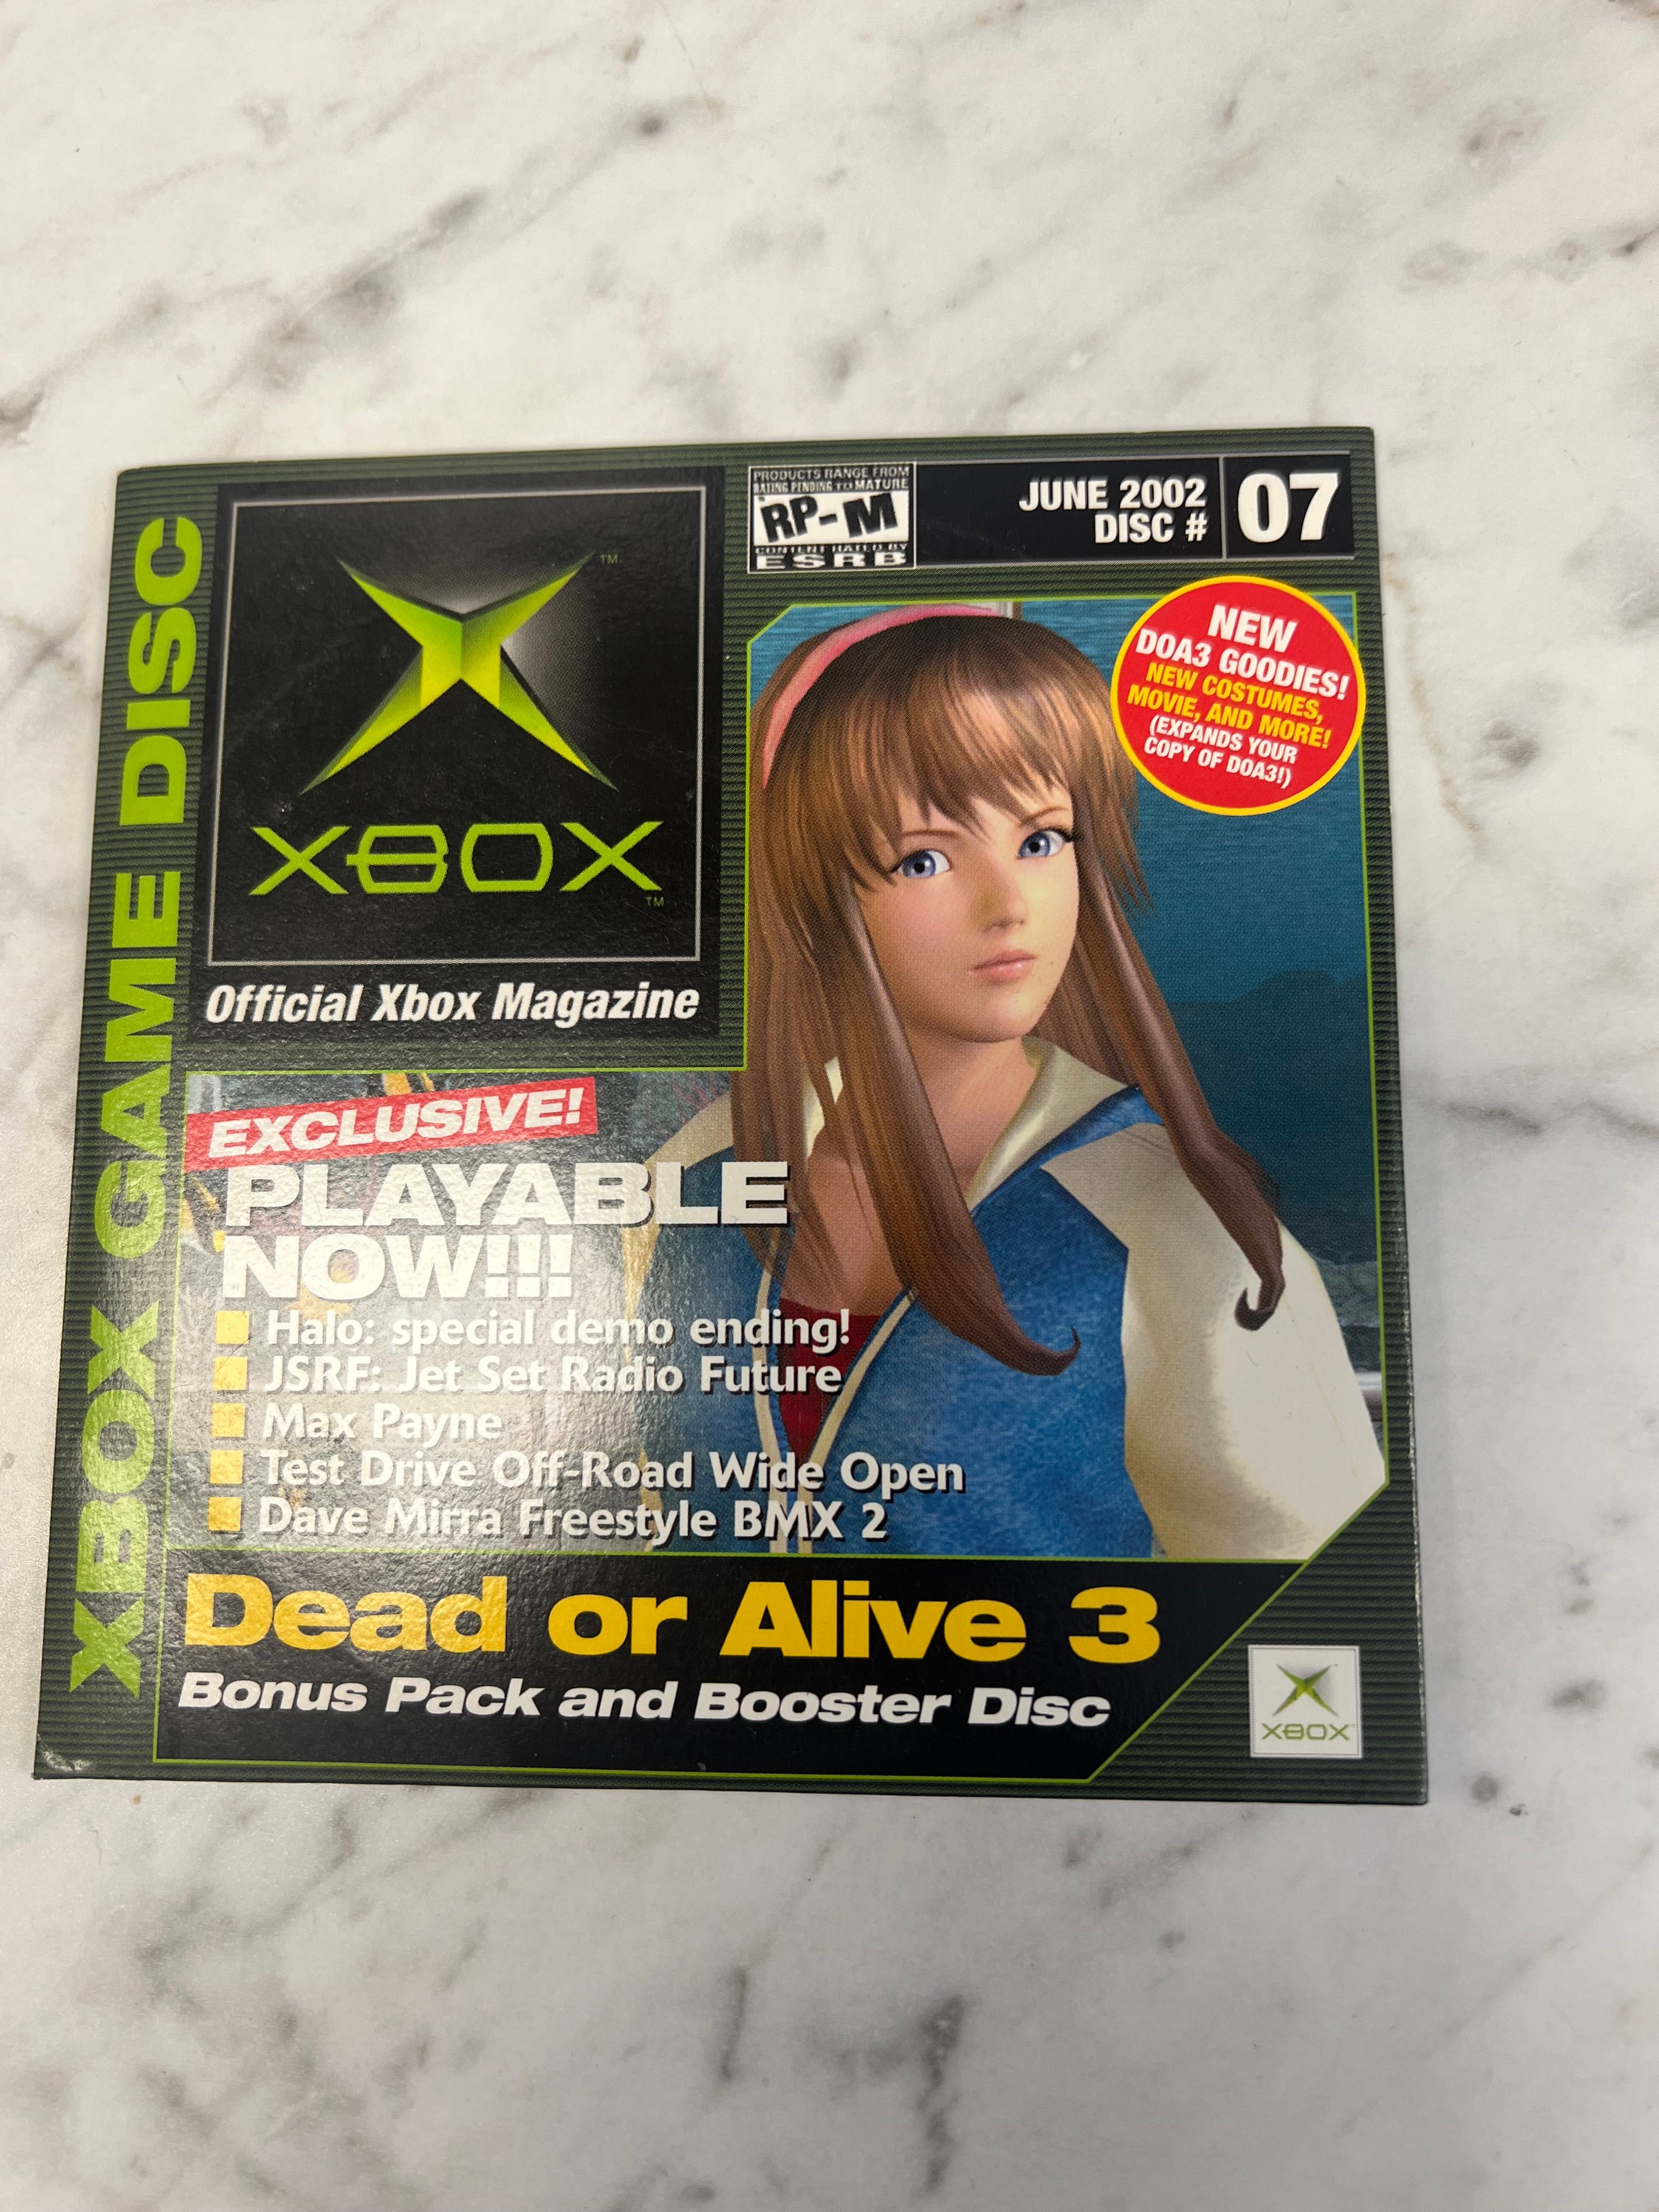 XBOX GAME DISC
TM
XBOX
TM
Official Xbox Magazine
PRODUCTS RANGE FROM
RATING PENDING TO MATURE
RP-M
CONTENT RATED BY
ESRB
JUNE 2002
DISC #
07
NEW
DOA3 GOODIES!
NEW COSTUMES,
MOVIE, AND MORE!
(EXPANDS YOUR
COPY OF DOA3!)
EXCLUSIVE!
PLAYABLE
NOW!!!
Halo: special demo ending!
JSRF: Jet Set Radio Future
Max Payne
Test Drive Off-Road Wide Open
Dave Mirra Freestyle BMX 2
Dead or Alive 3
Bonus Pack and Booster Disc
XBOX